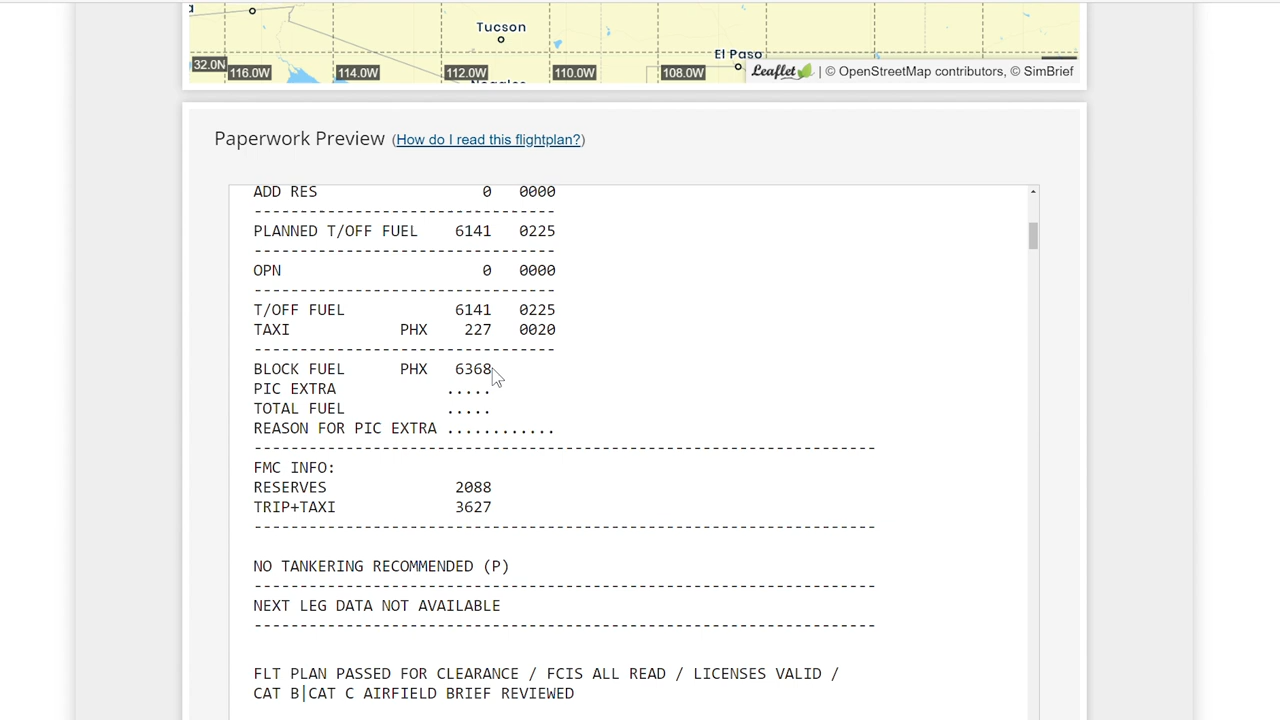 Tucson
El Paso
32.0N
116.0W 114.0W 112.0W 110.0W 108.0W
Leaflet | © OpenStreetMap contributors, © SimBrief
Nogales
Paperwork Preview (How do I read this flightplan?)
ADD RES 0 0000
---------------------------------
PLANNED T/OFF FUEL 6141 0225
---------------------------------
OPN 0 0000
---------------------------------
T/OFF FUEL 6141 0225
TAXI PHX 227 0020
---------------------------------
BLOCK FUEL PHX 6368
PIC EXTRA .....
TOTAL FUEL .....
REASON FOR PIC EXTRA ............
--------------------------------------------------------------------
FMC INFO:
RESERVES 2088
TRIP+TAXI 3627
--------------------------------------------------------------------
NO TANKERING RECOMMENDED (P)
--------------------------------------------------------------------
NEXT LEG DATA NOT AVAILABLE
--------------------------------------------------------------------
FLT PLAN PASSED FOR CLEARANCE / FCIS ALL READ / LICENSES VALID /
CAT B|CAT C AIRFIELD BRIEF REVIEWED